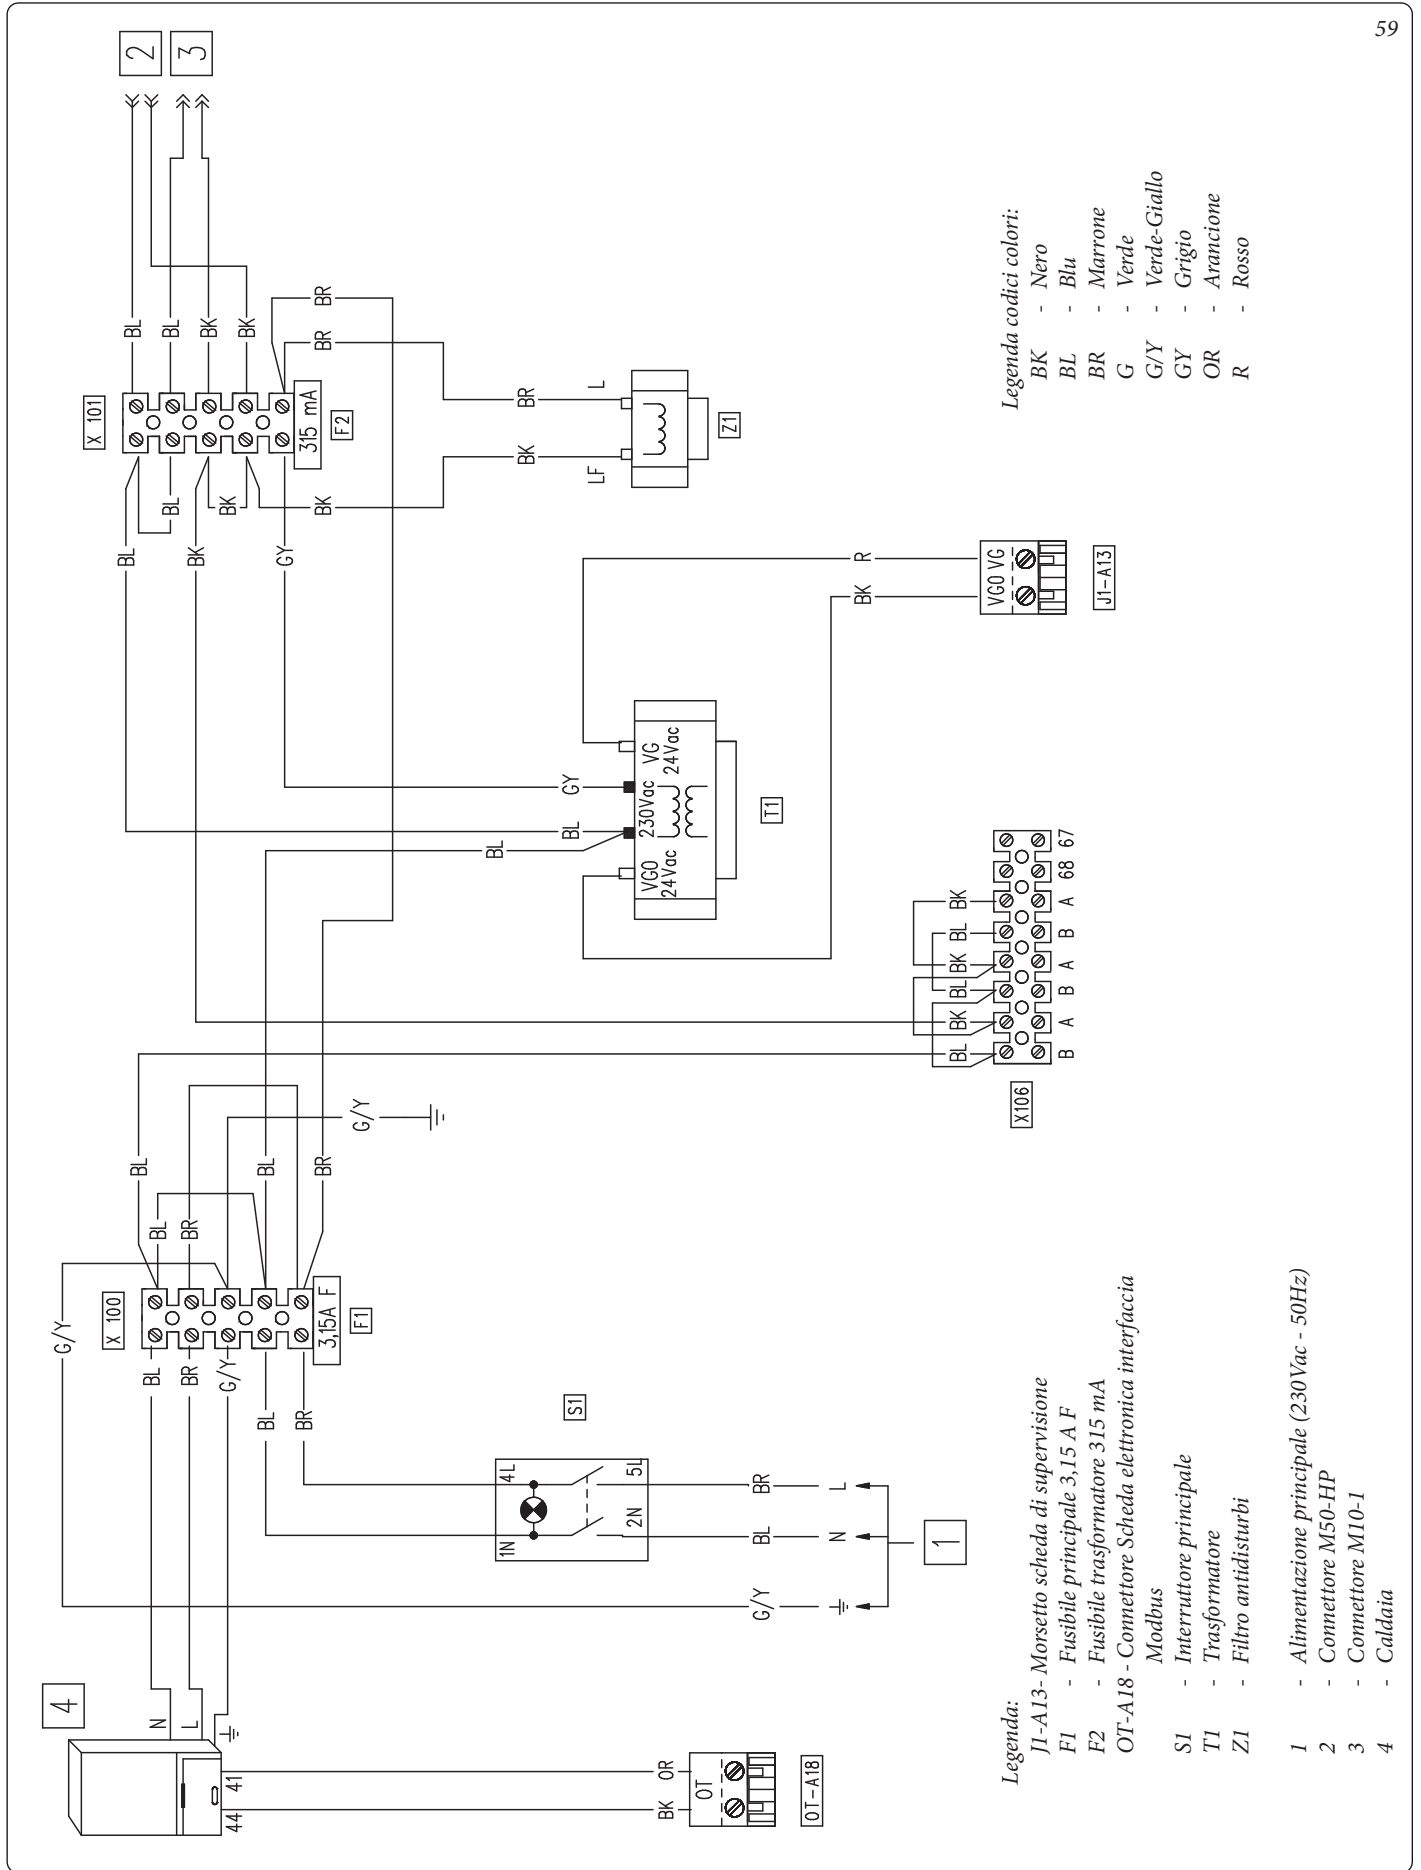 59
2
3
BL
BL
BK
BK
BR
BR
X 101
315 mA
F2
BL
BL
BK
BK
BK
GY
BR
L
BK
LF
Z1
R
BK
VG0 VG
J1-A13
GY
BL
BL
VG0
24Vac
230Vac
VG
24Vac
T1
BL
BK
BL
BK
BL
BK
B A B A B A 68 67
X106
BL
BL
BR
BL
BR
G/Y
G/Y
X 100
3,15A F
F1
BL
BR
G/Y
BL
BR
S1
1N
4L
2N
5L
BR
BL
G/Y
L
N
1
4
N
L
44
41
BK
OR
OT
OT-A18
Legenda:
J1-A13- Morsetto scheda di supervisione
F1 - Fusibile principale 3,15 A F
F2 - Fusibile trasformatore 315 mA
OT-A18 - Connettore Scheda elettronica interfaccia
Modbus
S1 - Interruttore principale
T1 - Trasformatore
Z1 - Filtro antidisturbi
1 - Alimentazione principale (230Vac - 50Hz)
2 - Connettore M50-HP
3 - Connettore M10-1
4 - Caldaia
Legenda codici colori:
BK - Nero
BL - Blu
BR - Marrone
G - Verde
G/Y - Verde-Giallo
GY - Grigio
OR - Arancione
R - Rosso